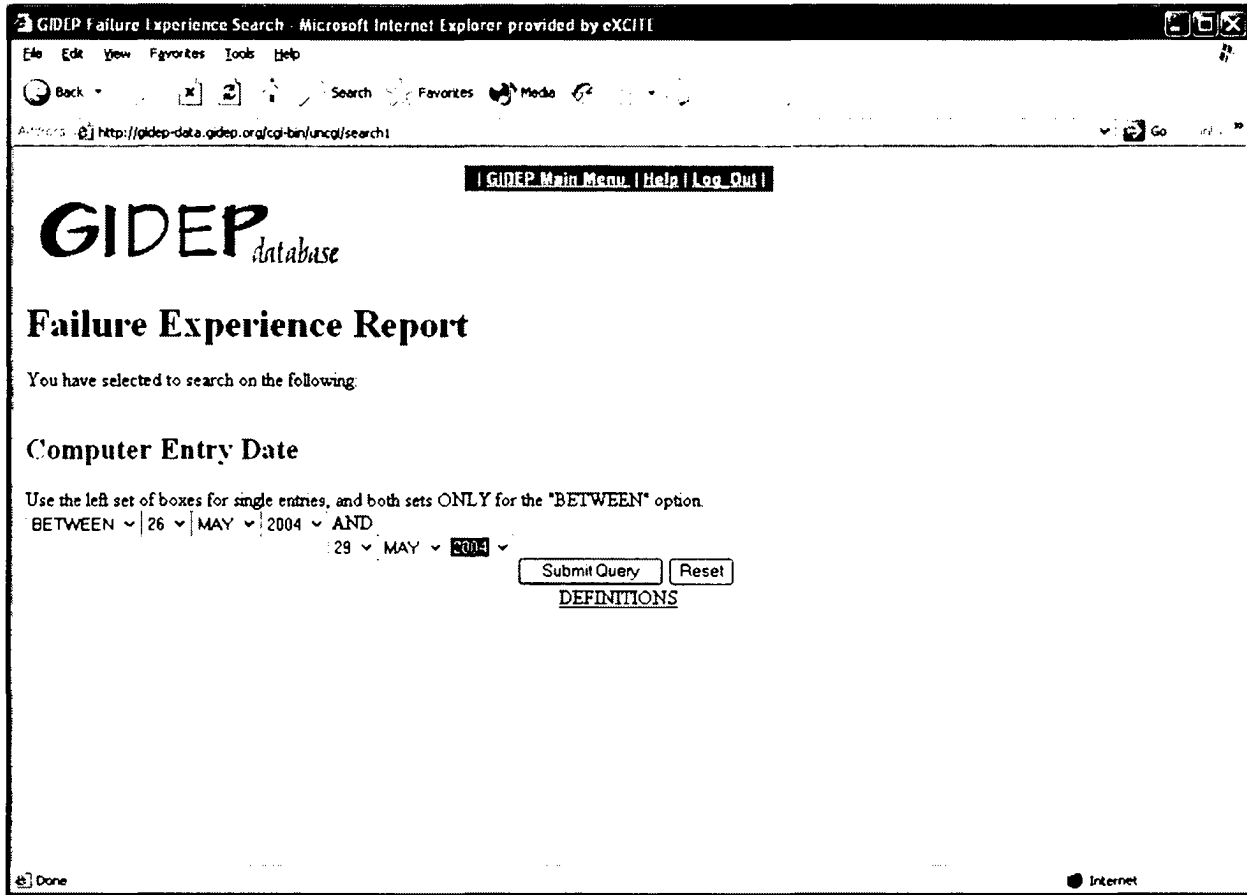 GIDEP Failure Experience Search - Microsoft Internet Explorer provided by eXCITE
File Edit View Favorites Tools Help
Back Search Favorites Media
http://gidep-data.gidep.org/cgi-bin/uncgi/search1 Go
| GIDEP Main Menu | Help | Log Out |
GIDEP database
Failure Experience Report
You have selected to search on the following:
Computer Entry Date
Use the left set of boxes for single entries, and both sets ONLY for the "BETWEEN" option.
BETWEEN 26 MAY 2004 AND
29 MAY 2004
Submit Query Reset
DEFINITIONS
Done Internet